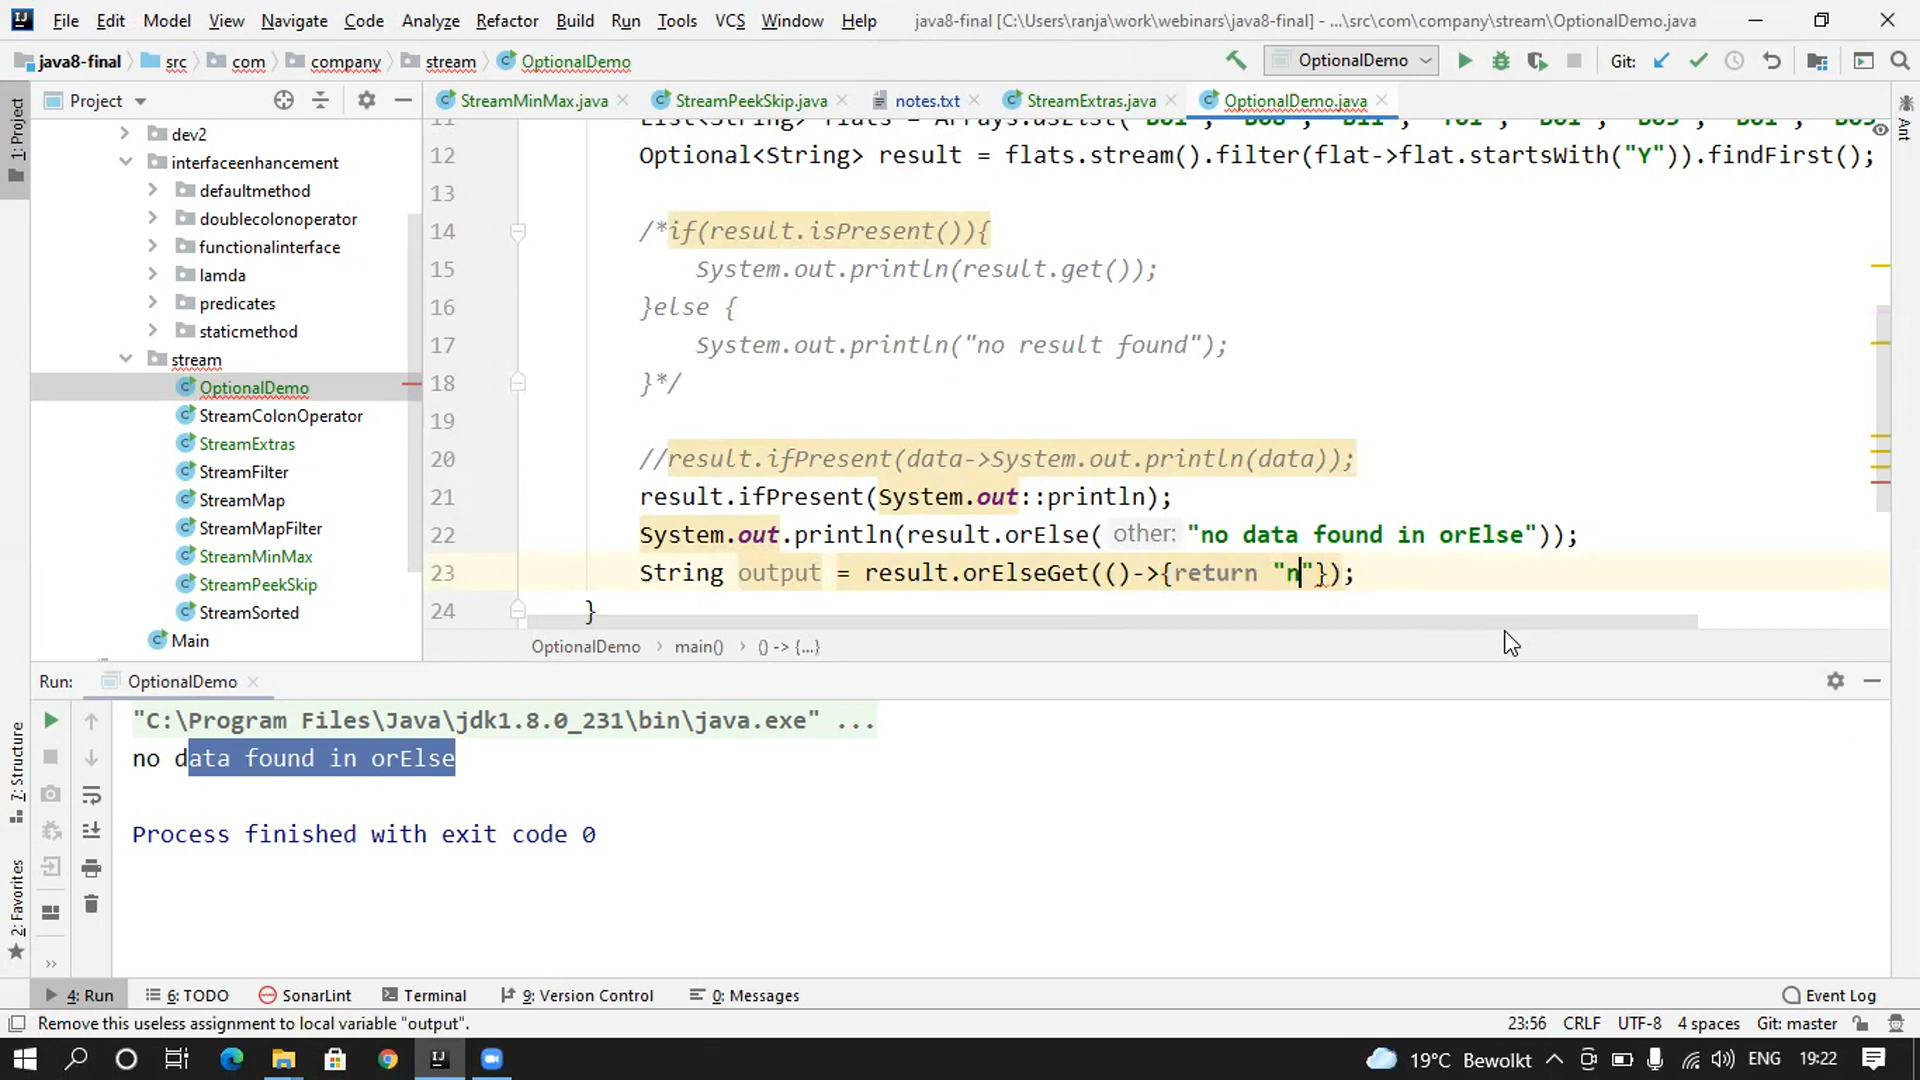 File Edit Model View Navigate Code Analyze Refactor Build Run Tools VCS Window Help java8-final [C:\Users\ranja\work\webinars\java8-final] - ...\src\com\company\stream\OptionalDemo.java
java8-final src com company stream OptionalDemo OptionalDemo Git:
1: Project
Project
StreamMinMax.java StreamPeekSkip.java notes.txt StreamExtras.java OptionalDemo.java
Ant
dev2
interfaceenhancement
defaultmethod
doublecolonoperator
functionalinterface
lamda
predicates
staticmethod
stream
OptionalDemo
StreamColonOperator
StreamExtras
StreamFilter
StreamMap
StreamMapFilter
StreamMinMax
StreamPeekSkip
StreamSorted
Main
12 Optional<String> result = flats.stream().filter(flat->flat.startsWith("Y")).findFirst();
13
14 /*if(result.isPresent()){
15 System.out.println(result.get());
16 }else {
17 System.out.println("no result found");
18 }*/
19
20 //result.ifPresent(data->System.out.println(data));
21 result.ifPresent(System.out::println);
22 System.out.println(result.orElse( other: "no data found in orElse"));
23 String output = result.orElseGet(()->{return "n"});
24 }
OptionalDemo main() () -> {...}
Run: OptionalDemo
"C:\Program Files\Java\jdk1.8.0_231\bin\java.exe" ...
no data found in orElse
Process finished with exit code 0
7: Structure
2: Favorites
4: Run 6: TODO SonarLint Terminal 9: Version Control 0: Messages Event Log
Remove this useless assignment to local variable "output". 23:56 CRLF UTF-8 4 spaces Git: master
19°C Bewolkt ENG 19:22